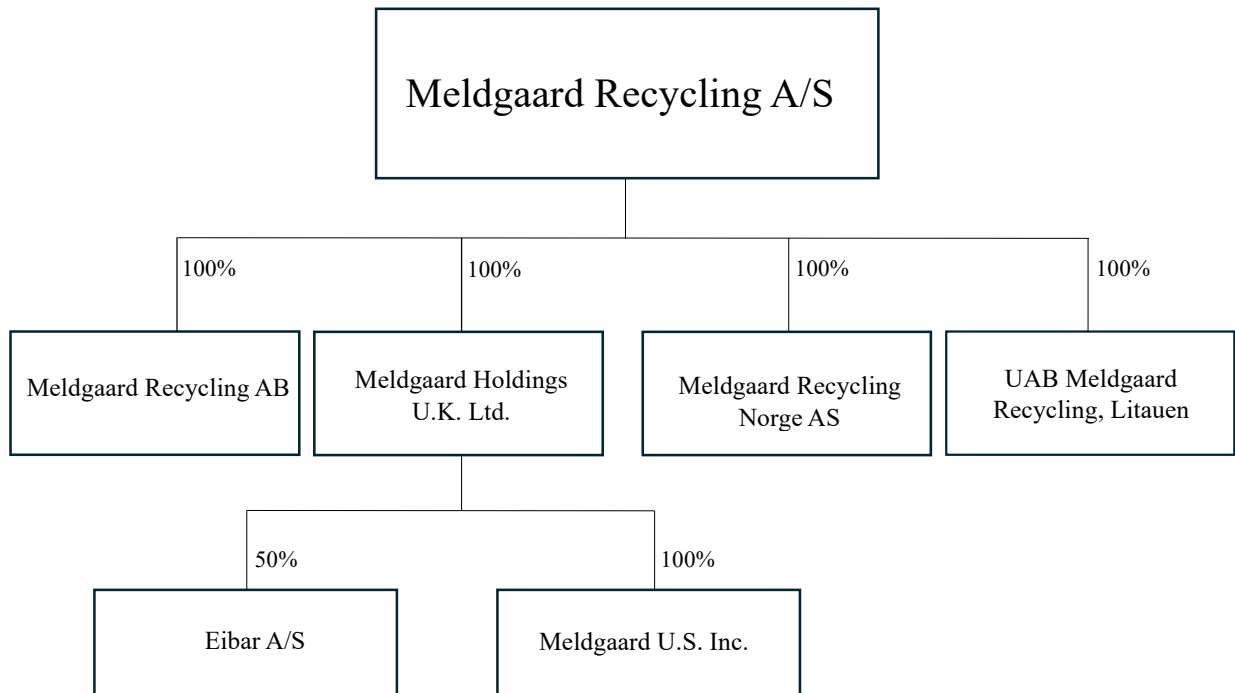 Meldgaard Recycling A/S
100%
100%
100%
100%
Meldgaard Recycling AB
Meldgaard Holdings
U.K. Ltd.
Meldgaard Recycling
Norge AS
UAB Meldgaard
Recycling, Litauen
50%
100%
Eibar A/S
Meldgaard U.S. Inc.